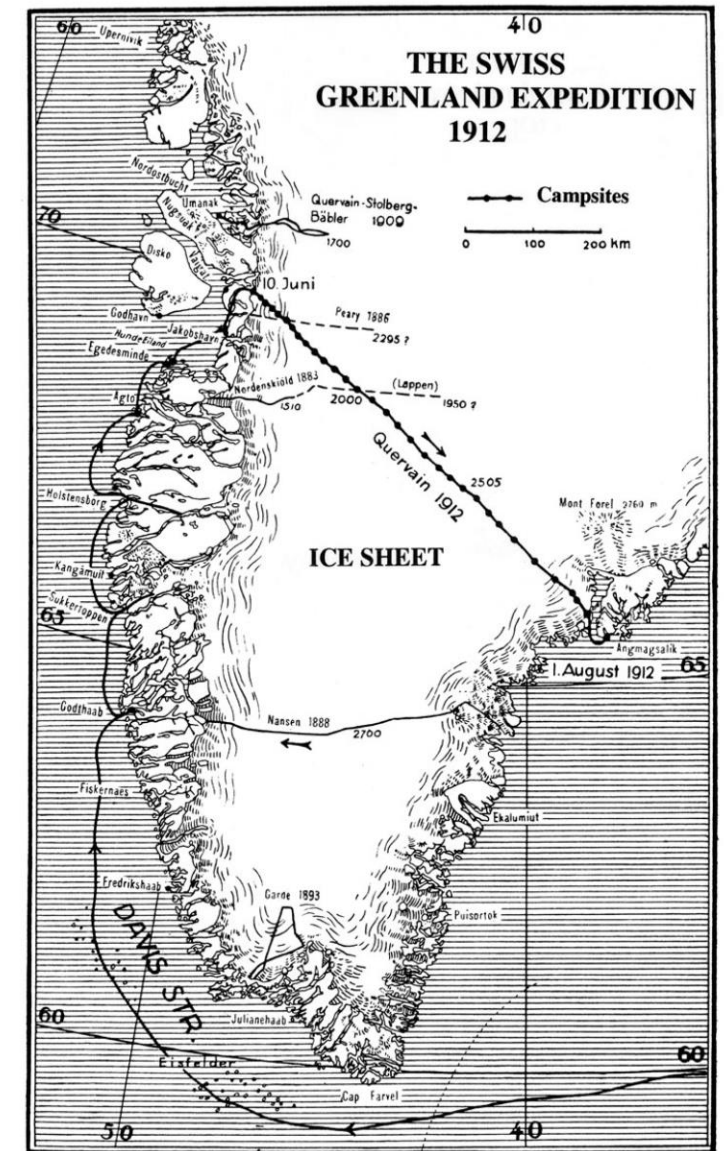 60
40
Upernivik
THE SWISS
GREENLAND EXPEDITION
1912
Nordostbucht
Campsites
Umanak
Nugsuak
Quervain-Stolberg-
Bäbler 1909
1700
0 100 200 km
70
Disko
Vaigat
10. Juni
Godhavn
Peary 1886
2295 ?
Jakobshavn
Hunde Eiland
Egedesminde
Nordenskiöld 1883
(Lappen)
Agto
1510
2000
1950 ?
Quervain 1912
2505
Holstensborg
Mont Forel 2760 m
ICE SHEET
Kangâmiut
Sukkertoppen
65
Angmagsalik
1. August 1912
65
Godthaab
Nansen 1888
2700
Fiskernaes
Ekalumiut
Fredrikshaab
Garde 1893
Puisortok
DAVIS STR.
60
Julianehaab
Eisfelder
60
Cap Farvel
50
40